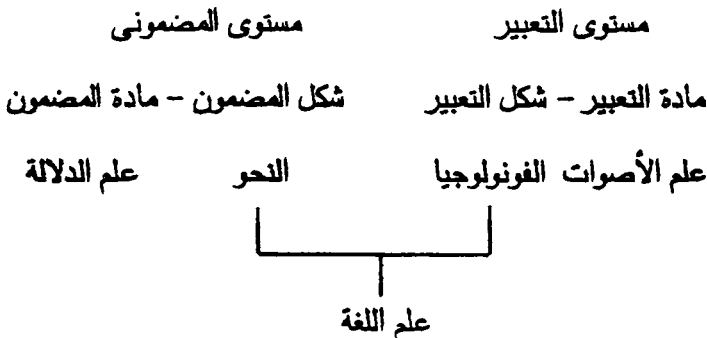 مستوى التعبير مستوى المضمونى
مادة التعبير – شكل التعبير شكل المضمون – مادة المضمون
علم الأصوات الفونولوجيا النحو علم الدلالة
علم اللغة